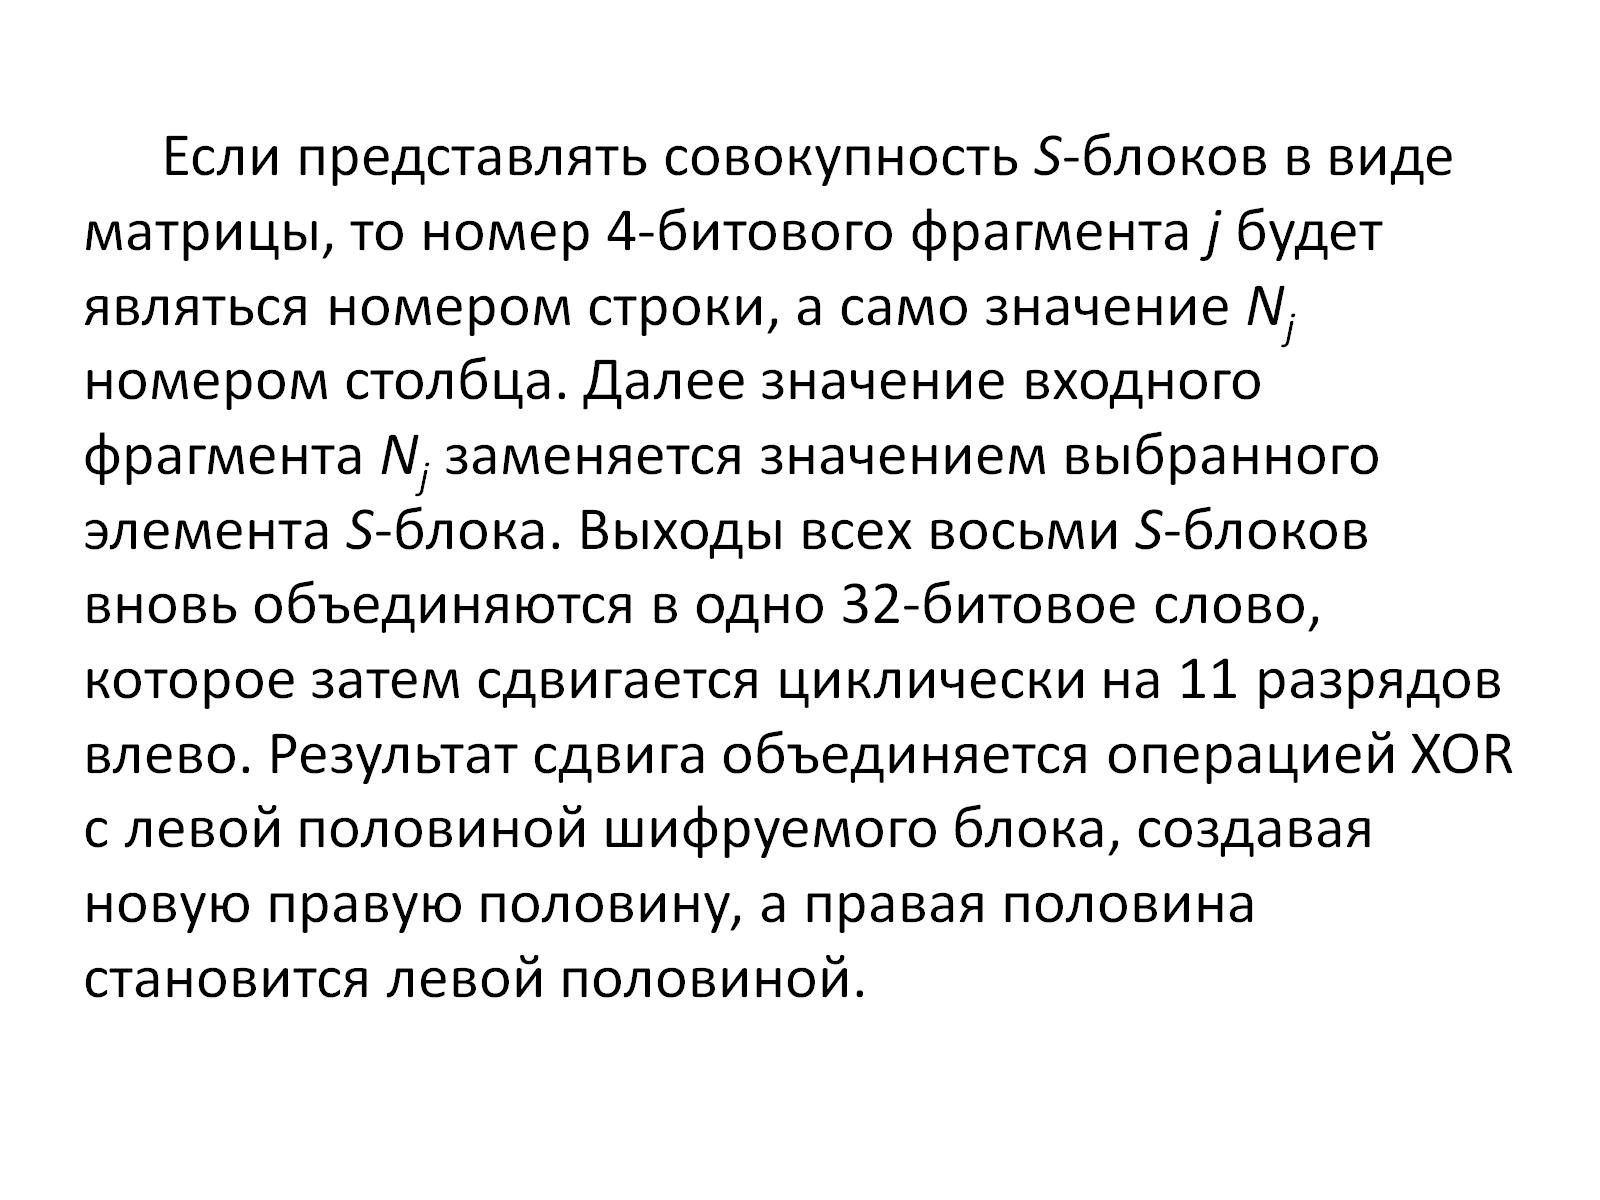 Если представлять совокупность S-блоков в виде
матрицы, то номер 4-битового фрагмента j будет
являться номером строки, а само значение Nj
номером столбца. Далее значение входного
фрагмента Nj заменяется значением выбранного
элемента S-блока. Выходы всех восьми S-блоков
вновь объединяются в одно 32-битовое слово,
которое затем сдвигается циклически на 11 разрядов
влево. Результат сдвига объединяется операцией XOR
с левой половиной шифруемого блока, создавая
новую правую половину, а правая половина
становится левой половиной.